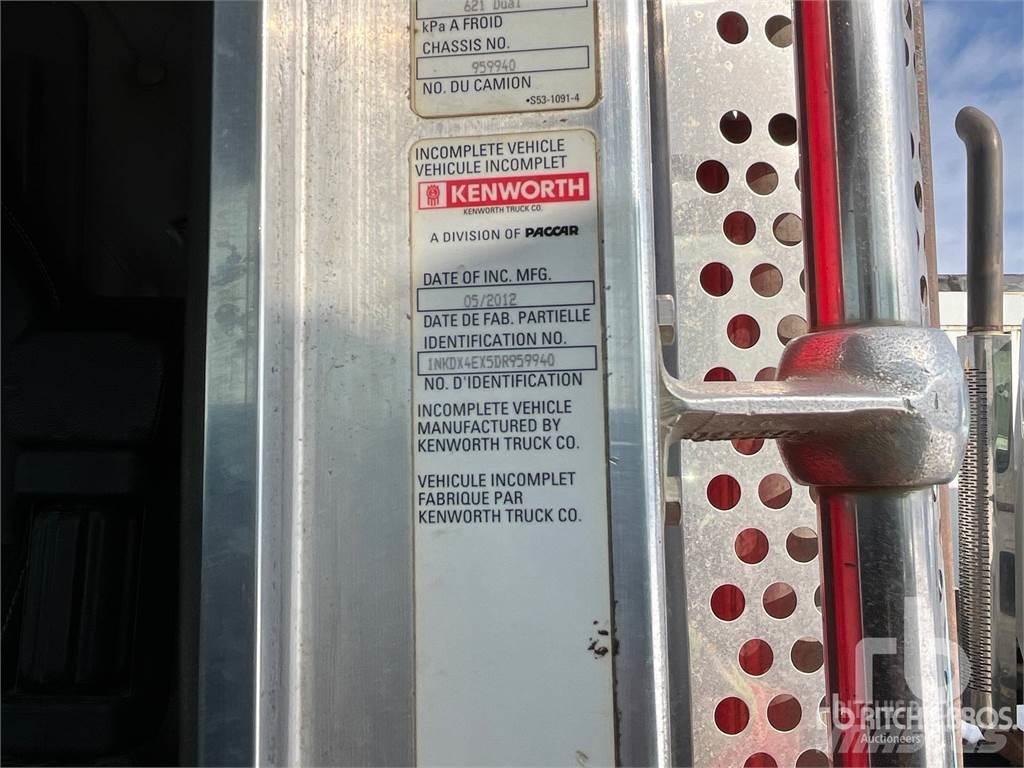 621 Dual
kPa A FROID
CHASSIS NO.
959940
NO. DU CAMION
•S53-1091-4
INCOMPLETE VEHICLE
VEHICULE INCOMPLET
KENWORTH
KENWORTH TRUCK CO.
A DIVISION OF PACCAR
DATE OF INC. MFG.
05/2012
DATE DE FAB. PARTIELLE
IDENTIFICATION NO.
1NKDX4EX5DR959940
NO. D'IDENTIFICATION
INCOMPLETE VEHICLE
MANUFACTURED BY
KENWORTH TRUCK CO.
VEHICULE INCOMPLET
FABRIQUE PAR
KENWORTH TRUCK CO.
rb
RITCHIE BROS.
Auctioneers